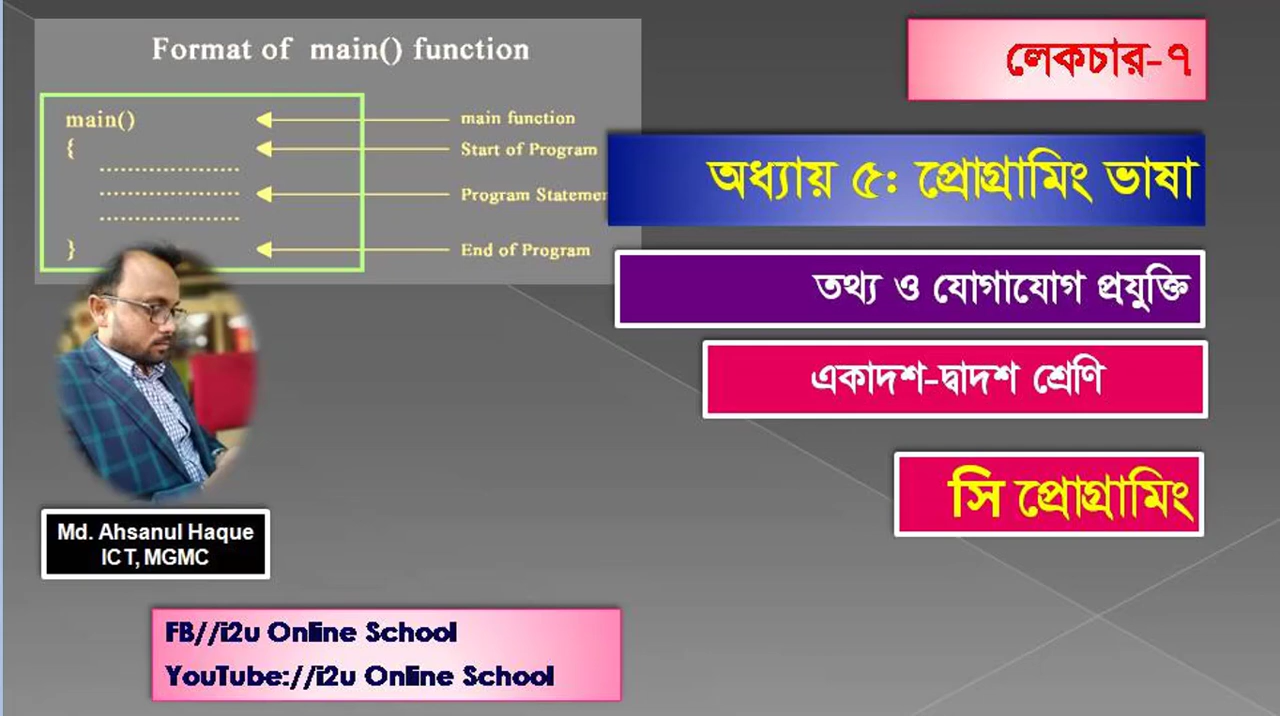 Format of main() function
main()
main function
{
Start of Program
....................
....................
Program
....................
}
End of Program
লেকচার-৭
অধ্যায় ৫: প্রোগ্রামিং ভাষা
তথ্য ও যোগাযোগ প্রযুক্তি
একাদশ-দ্বাদশ শ্রেণি
সি প্রোগ্রামিং
Md. Ahsanul Haque
ICT, MGMC
FB//i2u Online School
YouTube://i2u Online School